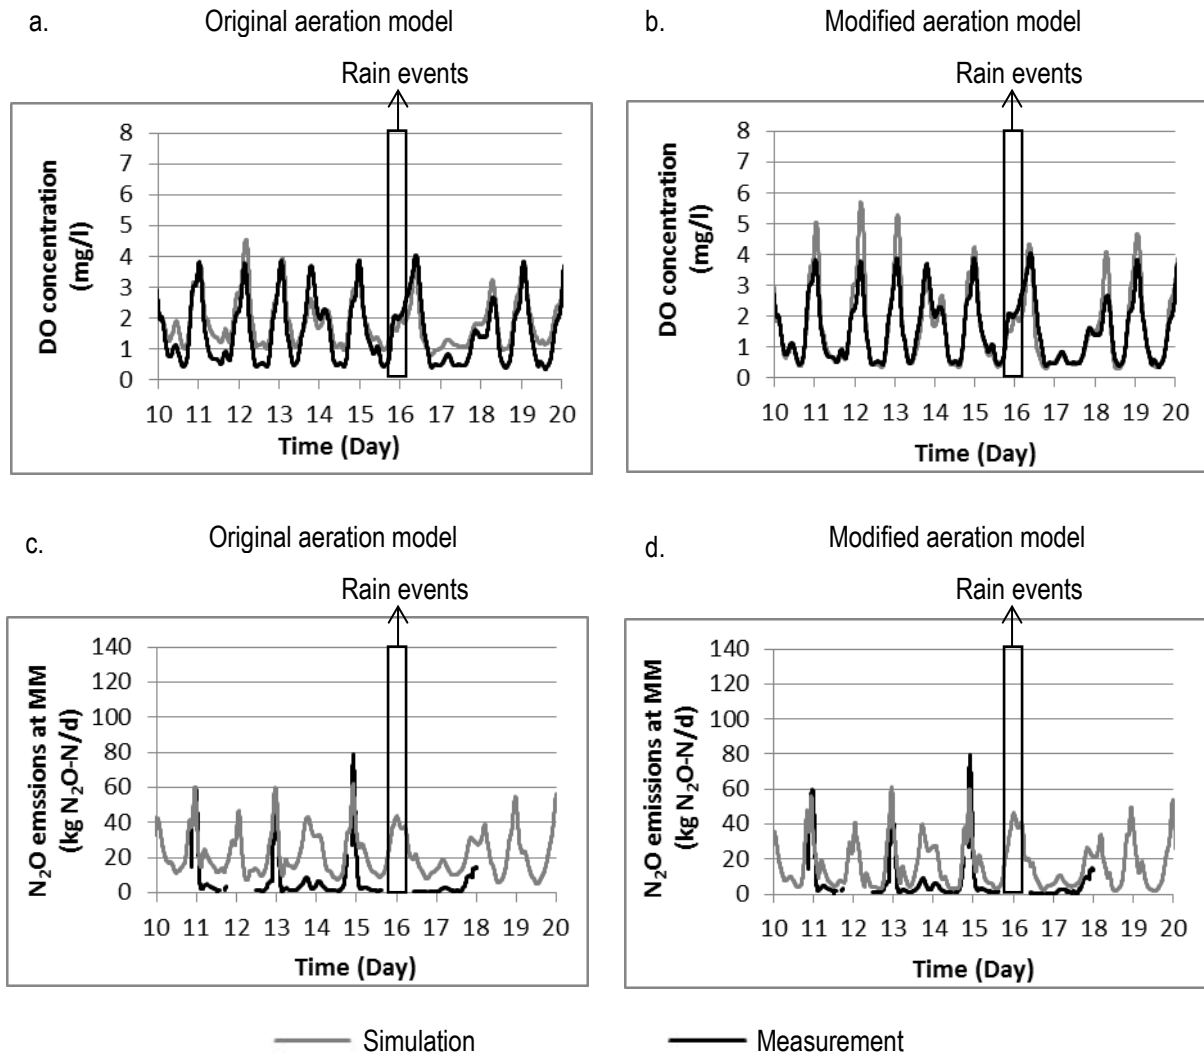 a.
Original aeration model
b.
Modified aeration model
Rain events
Rain events
DO concentration
(mg/l)
8
7
6
5
4
3
2
1
0
10 11 12 13 14 15 16 17 18 19 20
Time (Day)
DO concentration
(mg/l)
8
7
6
5
4
3
2
1
0
10 11 12 13 14 15 16 17 18 19 20
Time (Day)
c.
Original aeration model
d.
Modified aeration model
Rain events
Rain events
N₂O emssions at MM
(kg N₂O-N/d)
140
120
100
80
60
40
20
0
10 11 12 13 14 15 16 17 18 19 20
Time (Day)
N₂O emissions at MM
(kg N₂O-N/d)
140
120
100
80
60
40
20
0
10 11 12 13 14 15 16 17 18 19 20
Time (Day)
Simulation
Measurement